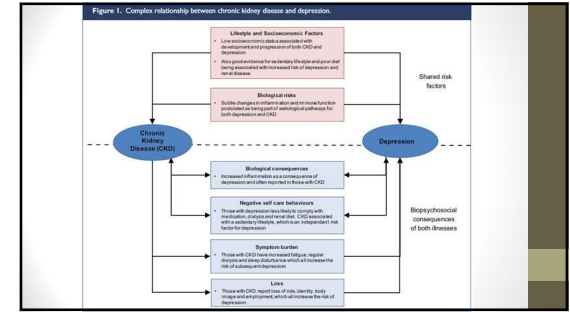 Figure 1. Complex relationship between chronic kidney disease and depression.
Lifestyle and Socioeconomic Factors
• Low socioeconomic status associated with
development and progression of both CKD and
depression
• Also good evidence for sedentary lifestyle and poor diet
being associated with increased risk of depression and
renal disease
Shared risk
factors
Biological risks
• Subtle changes in inflammation and immune function
postulated as being part of aetiological pathways for
both depression and CKD
Chronic
Kidney
Disease (CKD)
Depression
Biological consequences
• Increased inflammation as a consequence of
depression and often reported in those with CKD
Negative self care behaviours
• Those with depression less likely to comply with
medication, dialysis and renal diet. CKD associated
with a sedentary lifestyle, which is an independent risk
factor for depression
Biopsychosocial
consequences
of both illnesses
Symptom burden
• Those with CKD have increased fatigue, regular
dialysis and sleep disturbance which all increase the
risk of subsequent depression
Loss
• Those with CKD report loss of role, identity, body
image and employment, which all increase the risk of
depression